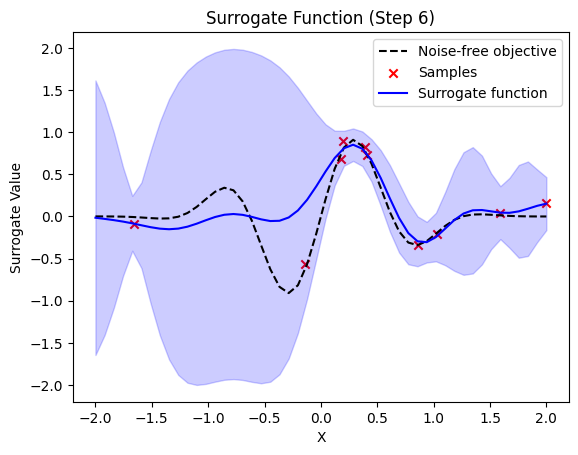 Surrogate Function (Step 6)
Noise-free objective
Samples
Surrogate function
Surrogate Value
2.0
1.5
1.0
0.5
0.0
−0.5
−1.0
−1.5
−2.0
−2.0 −1.5 −1.0 −0.5 0.0 0.5 1.0 1.5 2.0
X